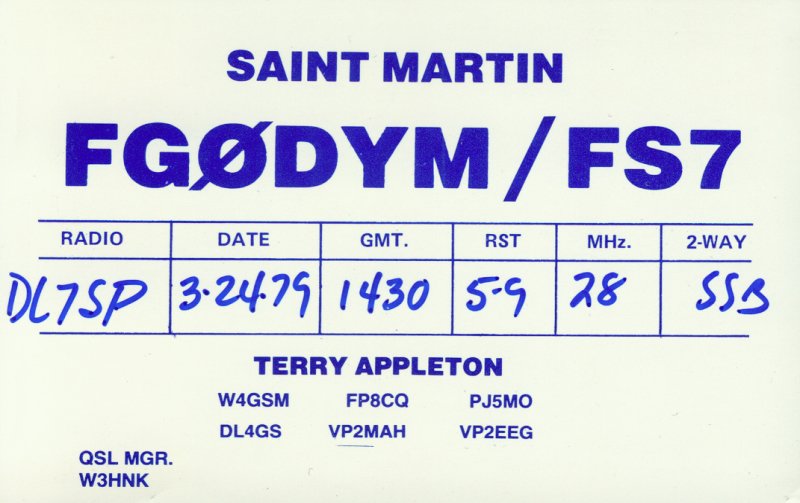 SAINT MARTIN
FGØDYM/FS7
RADIO DATE GMT. RST MHz. 2-WAY
DL7SP 3·24·79 1430 5-9 28 SSB
TERRY APPLETON
W4GSM FP8CQ PJ5MO
DL4GS VP2MAH VP2EEG
QSL MGR.
W3HNK